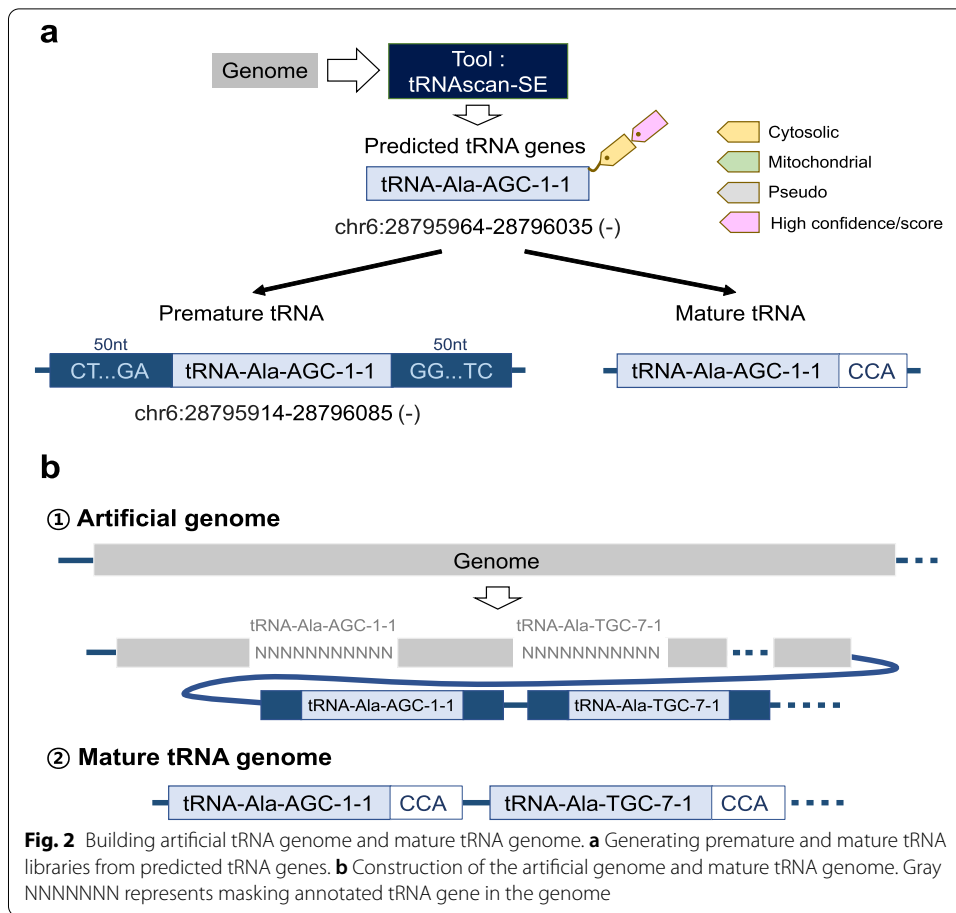 a
Genome
Tool :
tRNAscan-SE
Predicted tRNA genes
tRNA-Ala-AGC-1-1
chr6:28795964-28796035 (-)
Cytosolic
Mitochondrial
Pseudo
High confidence/score
Premature tRNA
Mature tRNA
50nt 50nt
CT...GA tRNA-Ala-AGC-1-1 GG...TC
tRNA-Ala-AGC-1-1 CCA
chr6:28795914-28796085 (-)
b
① Artificial genome
Genome
tRNA-Ala-AGC-1-1 tRNA-Ala-TGC-7-1
NNNNNNNNNNN NNNNNNNNNNN
tRNA-Ala-AGC-1-1 tRNA-Ala-TGC-7-1
② Mature tRNA genome
tRNA-Ala-AGC-1-1 CCA tRNA-Ala-TGC-7-1 CCA
Fig. 2 Building artificial tRNA genome and mature tRNA genome. a Generating premature and mature tRNA
libraries from predicted tRNA genes. b Construction of the artificial genome and mature tRNA genome. Gray
NNNNNNN represents masking annotated tRNA gene in the genome